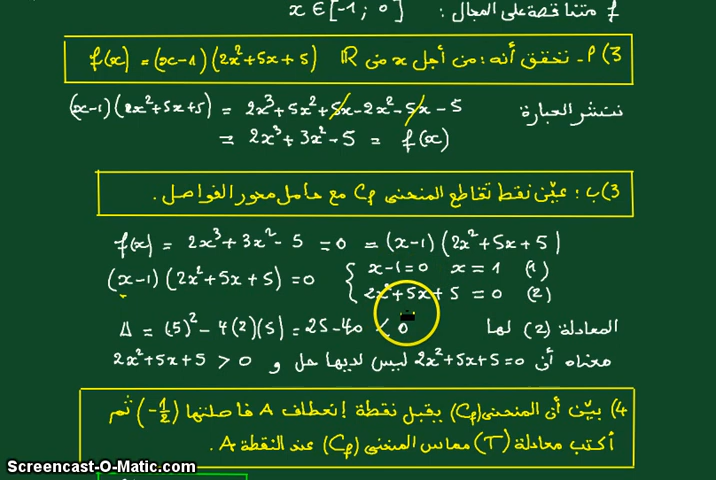 f متناقصة على المجال : x ∈ [-1 ; 0]
3) أ- نحقق أنه : من أجل x من ℝ f(x) = (x-1)(2x²+5x+5)
ننتشر العبارة (x-1)(2x²+5x+5) = 2x³+5x²+5x-2x²-5x-5
= 2x³+3x²-5 = f(x)
3) ب : عيّن نقط تقاطع المنحنى Cf مع حامل محور الفواصل .
f(x) = 2x³+3x²-5 = 0 = (x-1)(2x²+5x+5)
(x-1)(2x²+5x+5) = 0 { x-1=0 x=1 (1)
2x²+5x+5 = 0 (2)
المعادلة (2) لها Δ = (5)²-4(2)(5) = 25-40 < 0
معناه أن 2x²+5x+5=0 ليس لديها حل و 2x²+5x+5 > 0
4) بيّن أن المنحنى (Cf) يقبل نقطة إنعطاف A فاصلتها (-1/2) ثم
أكتب معادلة (T) مماس المنحنى (Cf) عند النقطة A .
Screencast-O-Matic.com